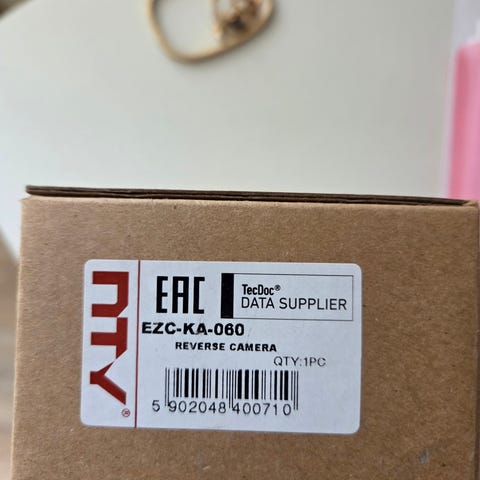 NTY®
EAC
TecDoc®
DATA SUPPLIER
EZC-KA-060
REVERSE CAMERA
QTY:1PC
5 902048 400710